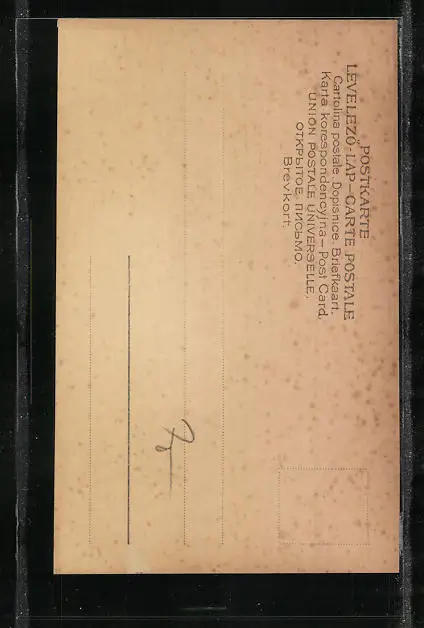 POSTKARTE
LEVELEZŐ-LAP – CARTE POSTALE
Cartolina postale. Dopisnice. Briefkaart.
Karta korespondencyjna – Post Card.
UNION POSTALE UNIVERSELLE.
ОТКРЫТОЕ ПИСЬМО.
Brevkort.